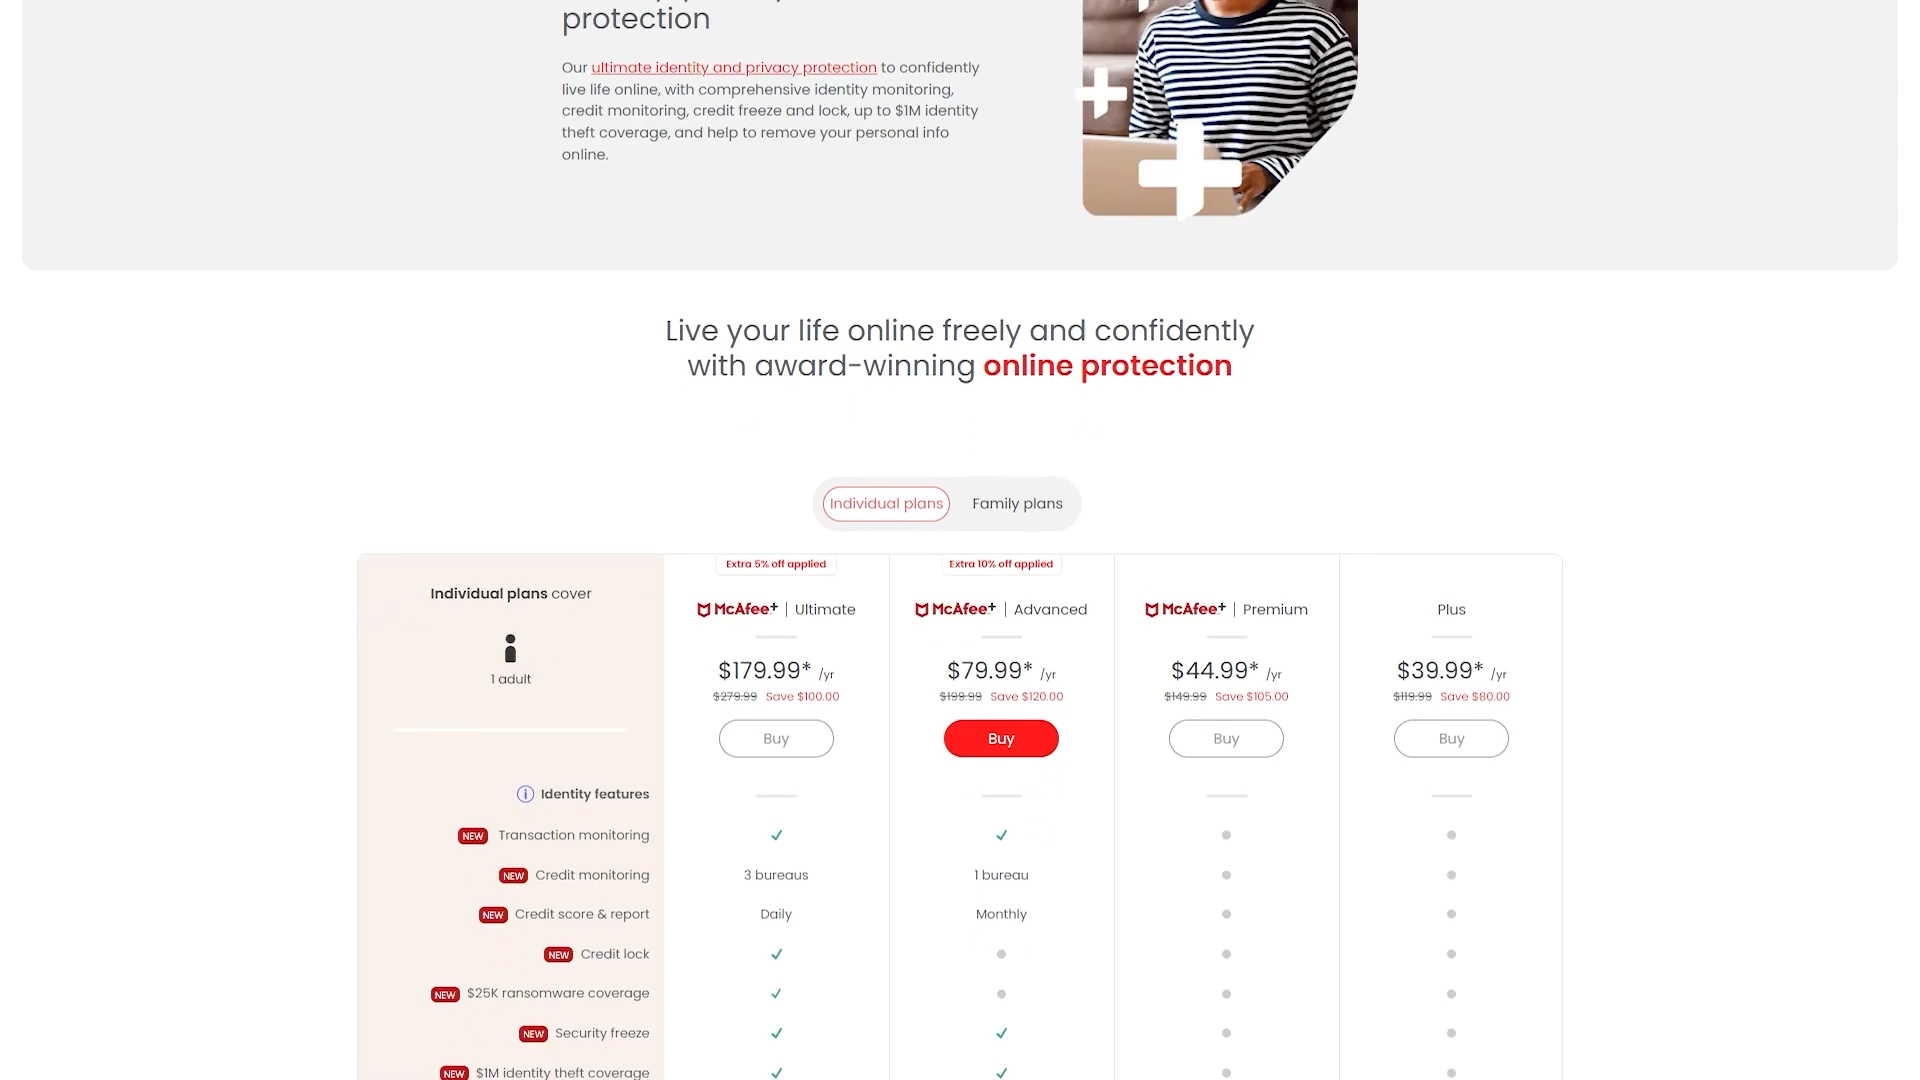 protection
Our ultimate identity and privacy protection to confidently
live life online, with comprehensive identity monitoring,
credit monitoring, credit freeze and lock, up to $1M identity
theft coverage, and help to remove your personal info
online.
Live your life online freely and confidently
with award-winning online protection
Individual plans Family plans
Extra 5% off applied Extra 10% off applied
Individual plans cover
1 adult
McAfee+ | Ultimate McAfee+ | Advanced McAfee+ | Premium Plus
$179.99* /yr $79.99* /yr $44.99* /yr $39.99* /yr
$279.99 Save $100.00 $199.99 Save $120.00 $149.99 Save $105.00 $119.99 Save $80.00
Buy Buy Buy Buy
Identity features
NEW Transaction monitoring
NEW Credit monitoring 3 bureaus 1 bureau
NEW Credit score & report Daily Monthly
NEW Credit lock
NEW $25K ransomware coverage
NEW Security freeze
NEW $1M identity theft coverage